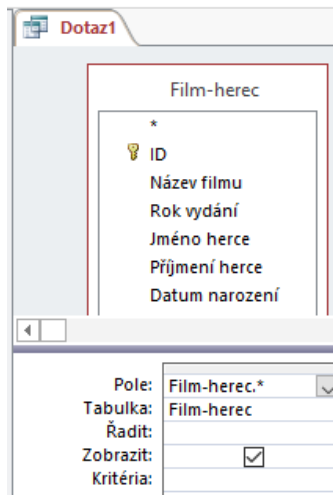 Dotaz1
Film-herec
*
ID
Název filmu
Rok vydání
Jméno herce
Příjmení herce
Datum narození
Pole: Film-herec.*
Tabulka: Film-herec
Řadit:
Zobrazit:
Kritéria: